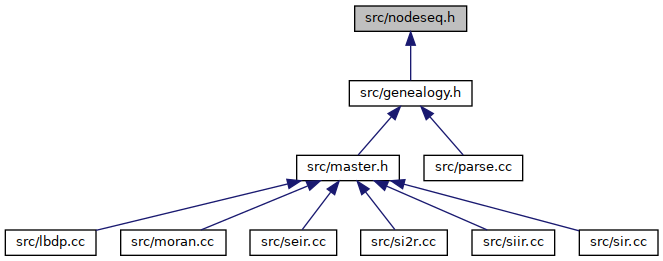 src/nodeseq.h
src/genealogy.h
src/master.h
src/parse.cc
src/lbdp.cc
src/moran.cc
src/seir.cc
src/si2r.cc
src/siir.cc
src/sir.cc